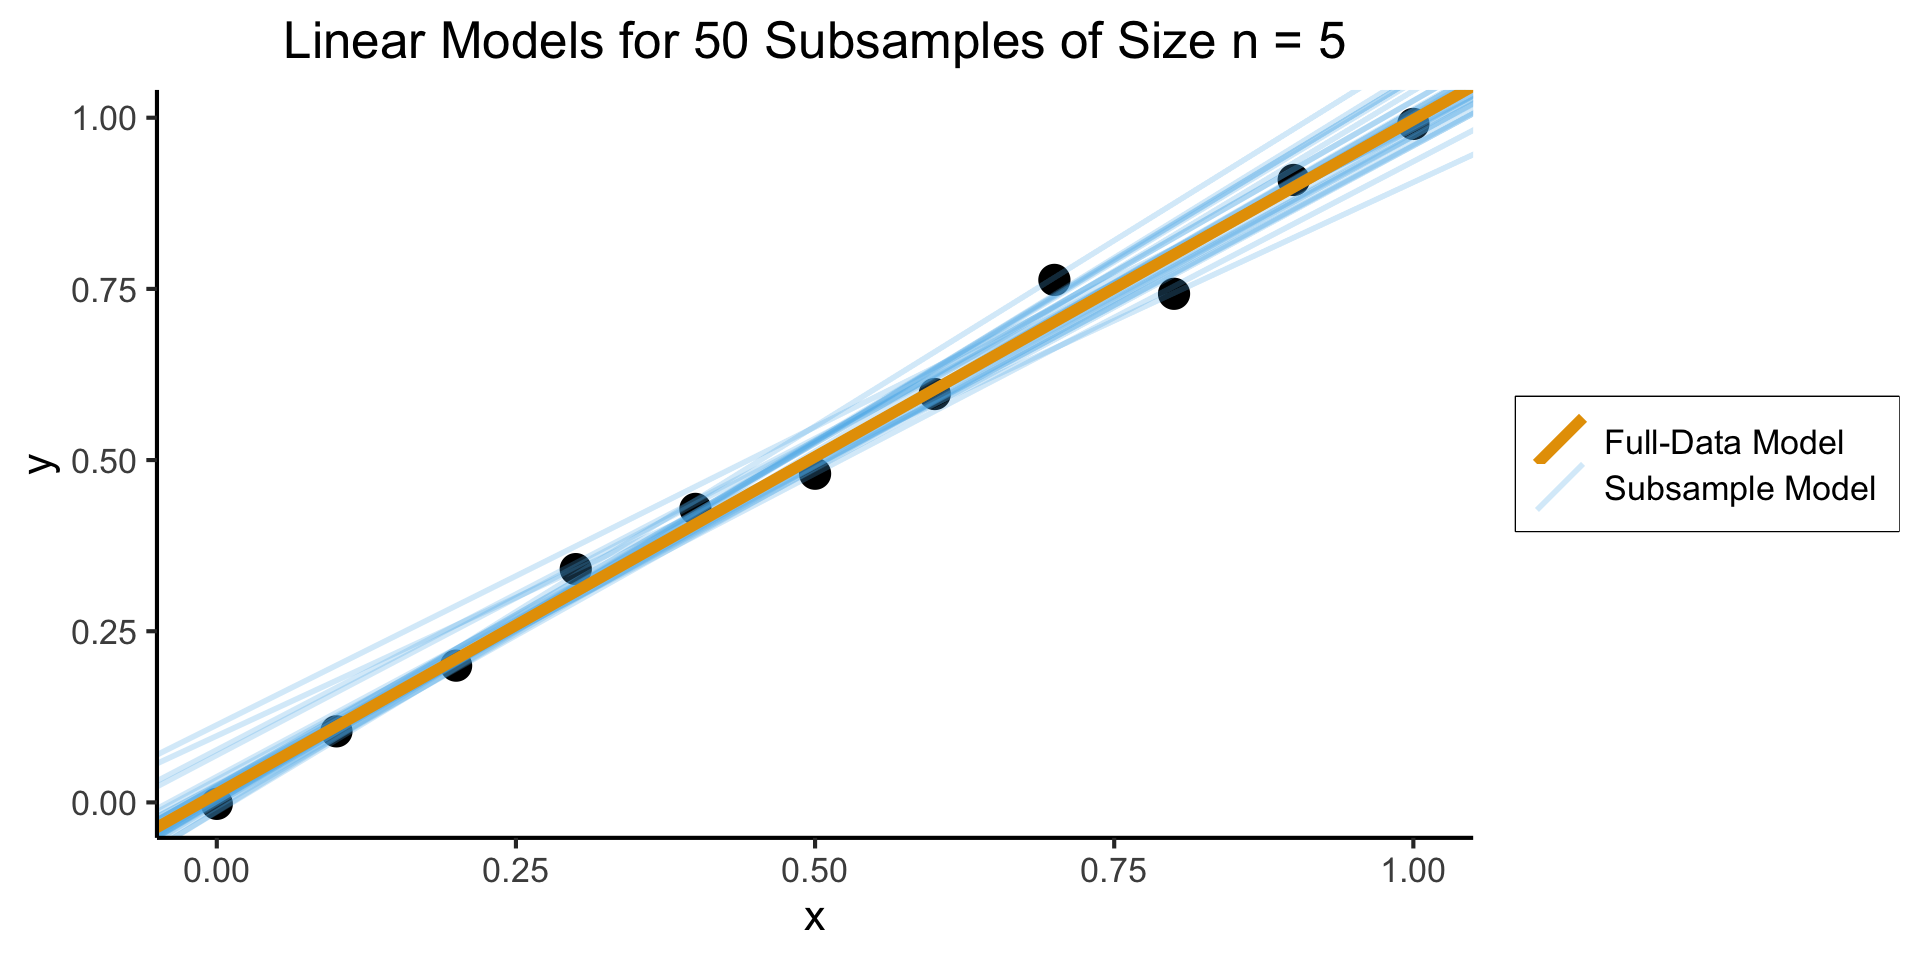 Linear Models for 50 Subsamples of Size n = 5
1.00
0.75
0.50
0.25
0.00
y
0.00 0.25 0.50 0.75 1.00
x
Full-Data Model
Subsample Model